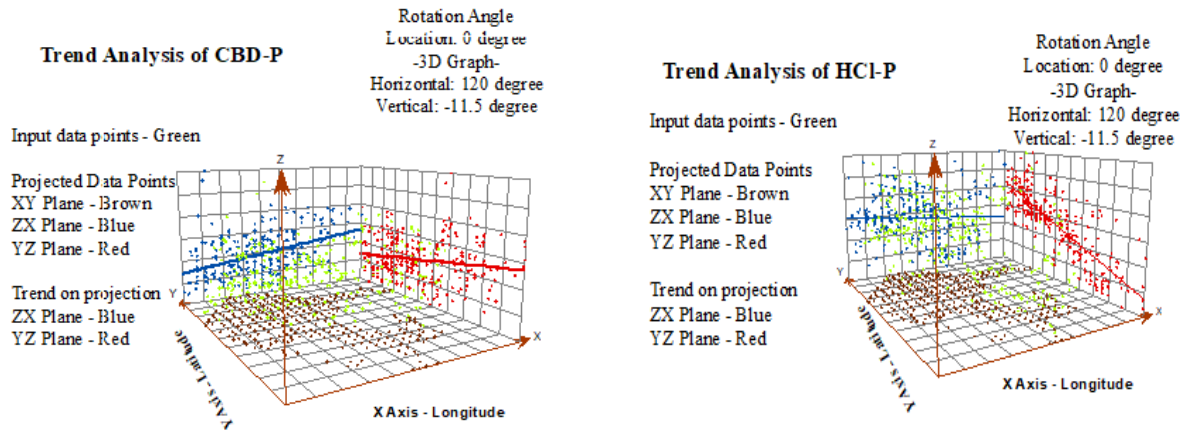 Trend Analysis of CBD-P
Rotation Angle
Location: 0 degree
-3D Graph-
Horizontal: 120 degree
Vertical: -11.5 degree
Input data points - Green
Projected Data Points
XY Plane - Brown
ZX Plane - Blue
YZ Plane - Red
Trend on projection
ZX Plane - Blue
YZ Plane - Red
Z
Y
X
Y Axis - Latitude
X Axis - Longitude
Trend Analysis of HCl-P
Rotation Angle
Location: 0 degree
-3D Graph-
Horizontal: 120 degree
Vertical: -11.5 degree
Input data points - Green
Projected Data Points
XY Plane - Brown
ZX Plane - Blue
YZ Plane - Red
Trend on projection
ZX Plane - Blue
YZ Plane - Red
Z
Y
X
Y Axis - Latitude
X Axis - Longitude